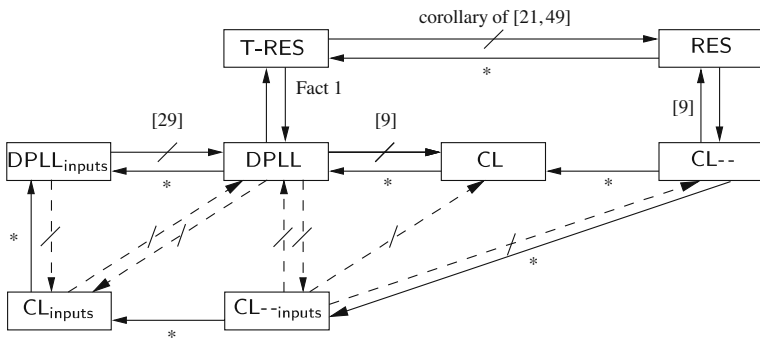 corollary of [21, 49]
T-RES
RES
*
Fact 1
[9]
[29]
[9]
DPLLinputs
DPLL
CL
CL--
*
*
*
*
*
CLinputs
CL--inputs
*